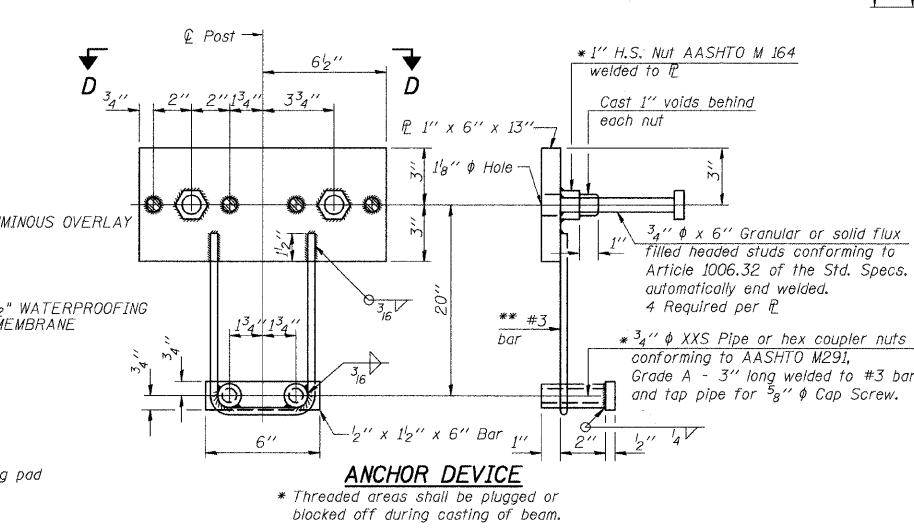 ℄ Post
6½"
D
D
¾"
2"
2"
1¾"
3¾"
3"
3"
1½"
UMINOUS OVERLAY
2" WATERPROOFING
MEMBRANE
3/16
20"
1¾"
1¾"
¾"
¾"
3/16
6"
½" x 1½" x 6" Bar
g pad
* 1" H.S. Nut AASHTO M 164
welded to ℄
Cast 1" voids behind
each nut
℄ 1" x 6" x 13"
1⅛" ϕ Hole
3"
1"
¾" ϕ x 6" Granular or solid flux
filled headed studs conforming to
Article 1006.32 of the Std. Specs.
automatically end welded.
4 Required per ℄
** #3
bar
* ¾" ϕ XXS Pipe or hex coupler nuts
conforming to AASHTO M291,
Grade A - 3" long welded to #3 bar
and tap pipe for ⅝" ϕ Cap Screw.
1"
2"
½"
¼
ANCHOR DEVICE
* Threaded areas shall be plugged or
blocked off during casting of beam.